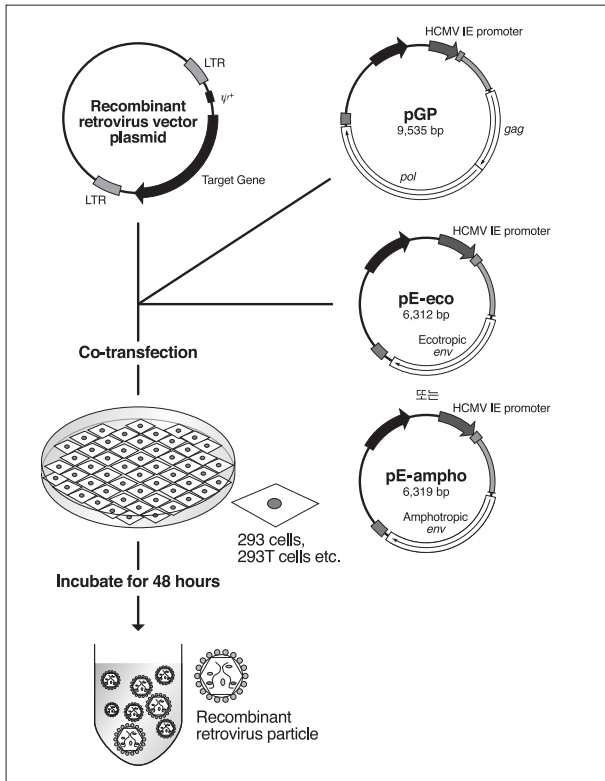 LTR
ψ+
Recombinant
retrovirus vector
plasmid
Target Gene
LTR
HCMV IE promoter
pGP
9,535 bp
gag
pol
HCMV IE promoter
pE-eco
6,312 bp
Ecotropic
env
또는
HCMV IE promoter
pE-ampho
6,319 bp
Amphotropic
env
Co-transfection
293 cells,
293T cells etc.
Incubate for 48 hours
Recombinant
retrovirus particle